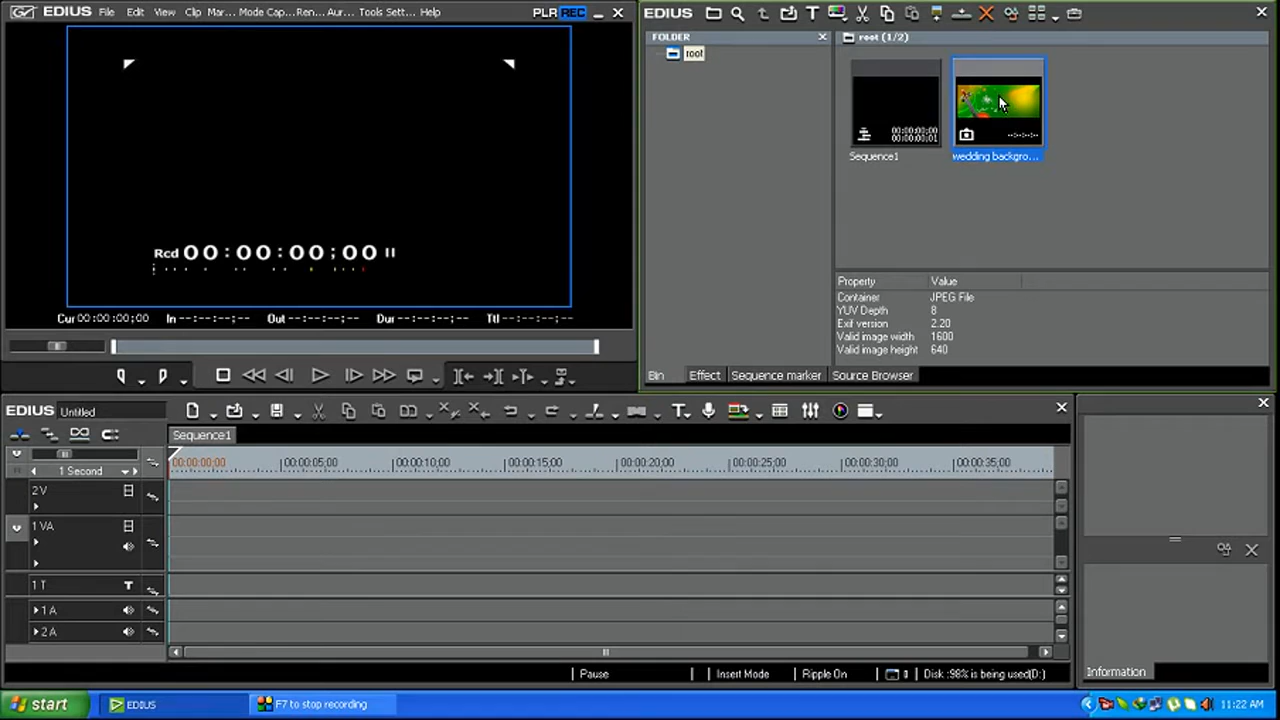 File Edit View Clip Mar... Mode Cap... Ren... Aur... Tools Sett... Help PLR REC
Rcd 00:00:00;00
Cur 00:00:00;00 In --:--:--;-- Out --:--:--;-- Dur --:--:--;-- Ttl --:--:--;--
EDIUS
FOLDER
root
root (1/2)
00:00:00;00
00:00:00;01
Sequence1
--:--:--;--
wedding backgro...
Property Value
Container JPEG File
YUV Depth 8
Exif version 2.20
Valid image width 1600
Valid image height 640
Bin Effect Sequence marker Source Browser
EDIUS Untitled
Sequence1
1 Second
00:00:00;00 00:00:05;00 00:00:10;00 00:00:15;00 00:00:20;00 00:00:25;00 00:00:30;00 00:00:35;00
2 V
1 VA
1 T T
1 A
2 A
Pause Insert Mode Ripple On Disk :98% is being used(D:)
Information
start EDIUS F7 to stop recording 11:22 AM